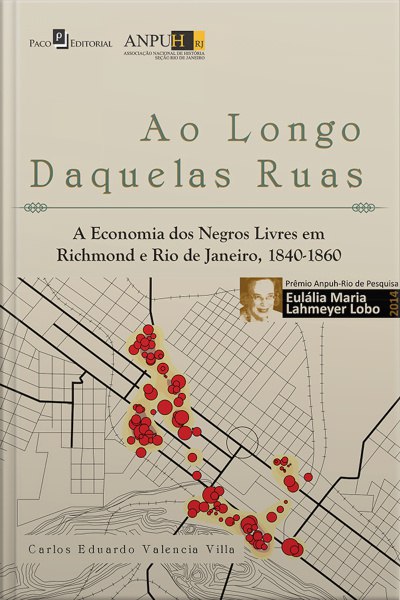 PACO EDITORIAL
ANPUH RJ
ASSOCIAÇÃO NACIONAL DE HISTÓRIA
SEÇÃO RIO DE JANEIRO
Ao Longo
Daquelas Ruas
A Economia dos Negros Livres em
Richmond e Rio de Janeiro, 1840-1860
Prêmio Anpuh-Rio de Pesquisa
Eulália Maria
Lahmeyer Lobo
2014
Carlos Eduardo Valencia Villa